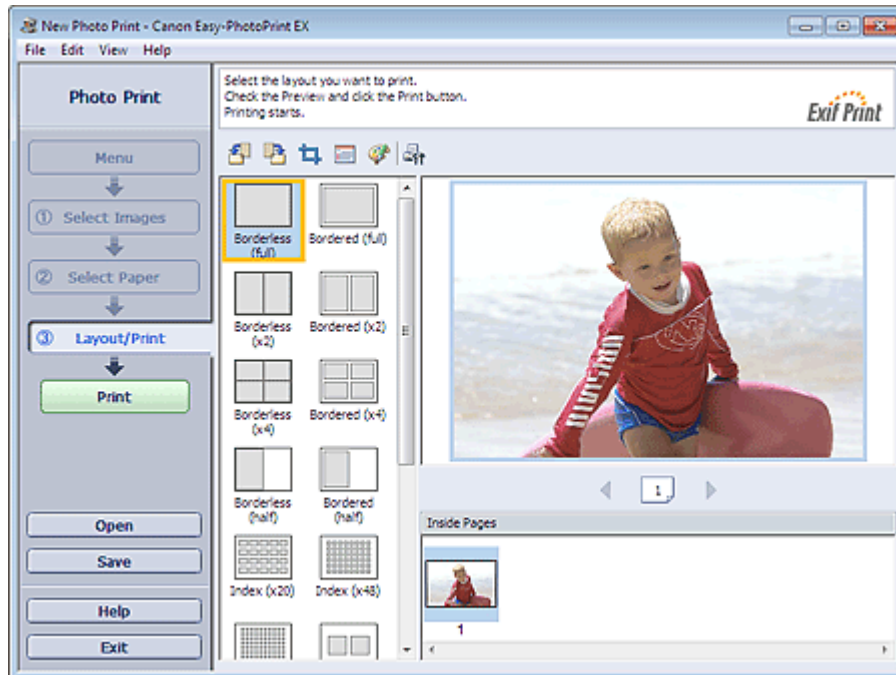 New Photo Print - Canon Easy-PhotoPrint EX
File Edit View Help
Photo Print
Select the layout you want to print.
Check the Preview and click the Print button.
Printing starts.
Exif Print
Menu
① Select Images
② Select Paper
③ Layout/Print
Print
Open
Save
Help
Exit
Borderless
(full)
Bordered (full)
Borderless
(x2)
Bordered (x2)
Borderless
(x4)
Bordered (x4)
Borderless
(half)
Bordered
(half)
Index (x20)
Index (x48)
1
Inside Pages
1